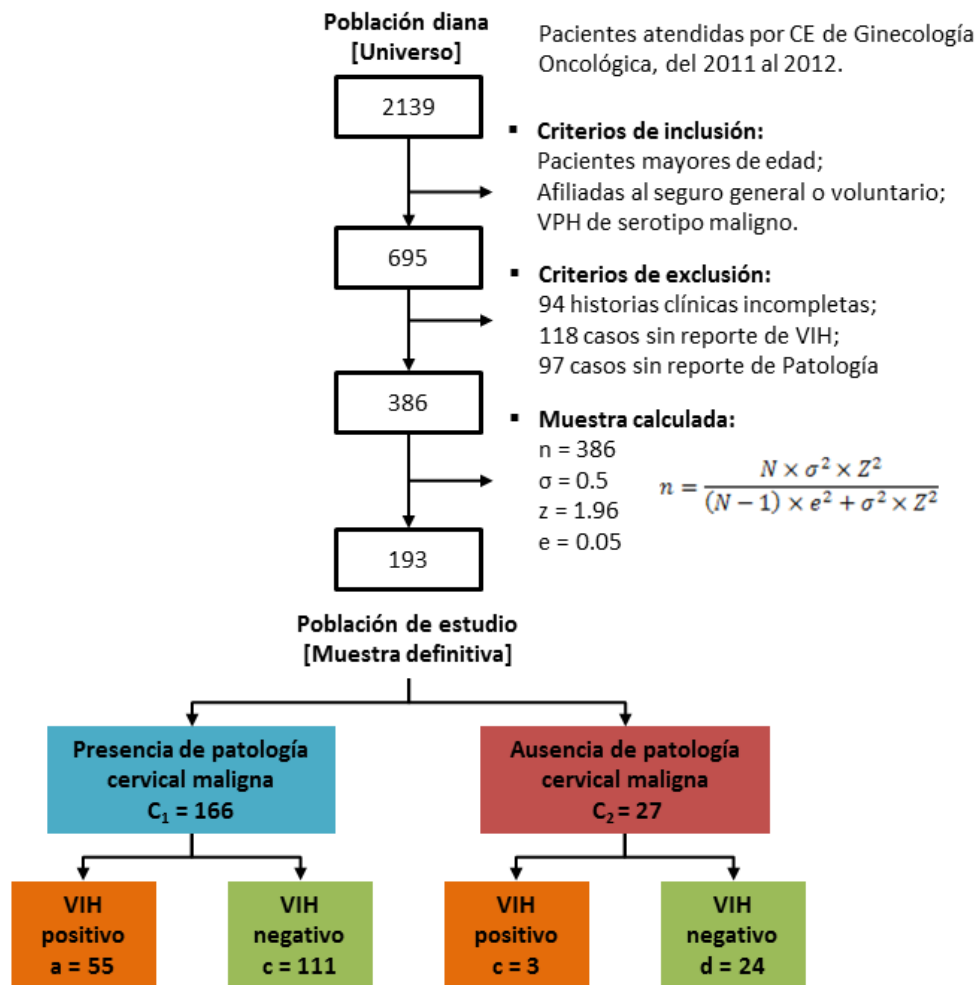 Población diana
[Universo]
Pacientes atendidas por CE de Ginecología
Oncológica, del 2011 al 2012.
2139
▪ Criterios de inclusión:
Pacientes mayores de edad;
Afiliadas al seguro general o voluntario;
VPH de serotipo maligno.
695
▪ Criterios de exclusión:
94 historias clínicas incompletas;
118 casos sin reporte de VIH;
97 casos sin reporte de Patología
386
▪ Muestra calculada:
n = 386
σ = 0.5
z = 1.96
e = 0.05
n = N × σ² × Z² / (N − 1) × e² + σ² × Z²
193
Población de estudio
[Muestra definitiva]
Presencia de patología
cervical maligna
C₁ = 166
Ausencia de patología
cervical maligna
C₂ = 27
VIH
positivo
a = 55
VIH
negativo
c = 111
VIH
positivo
c = 3
VIH
negativo
d = 24